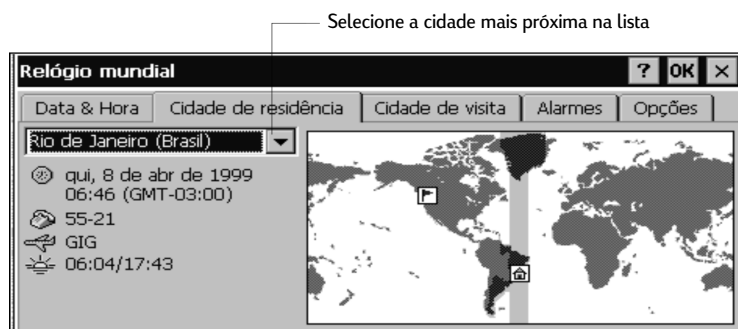 Selecione a cidade mais próxima na lista
Relógio mundial ? OK ×
Data & Hora Cidade de residência Cidade de visita Alarmes Opções
Rio de Janeiro (Brasil)
qui, 8 de abr de 1999
06:46 (GMT-03:00)
55-21
GIG
06:04/17:43